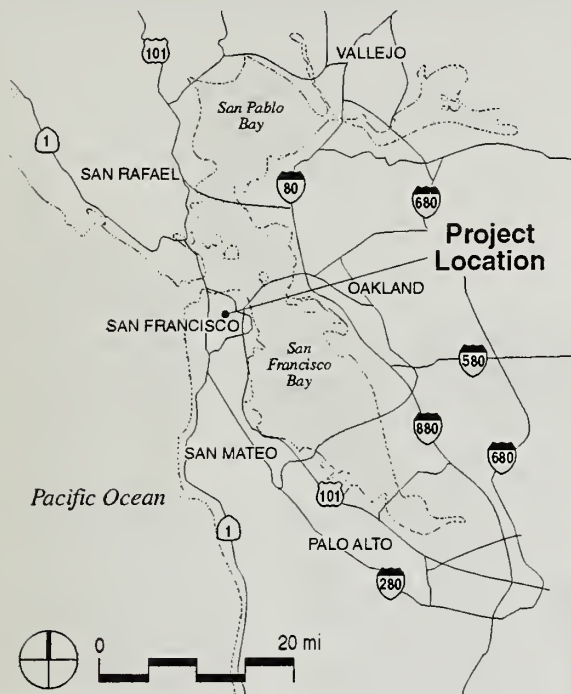 101
VALLEJO
San Pablo
Bay
1
SAN RAFAEL
80
680
Project
Location
OAKLAND
SAN FRANCISCO
San
Francisco
Bay
580
880
SAN MATEO
680
101
Pacific Ocean
1
PALO ALTO
280
0
20 mi